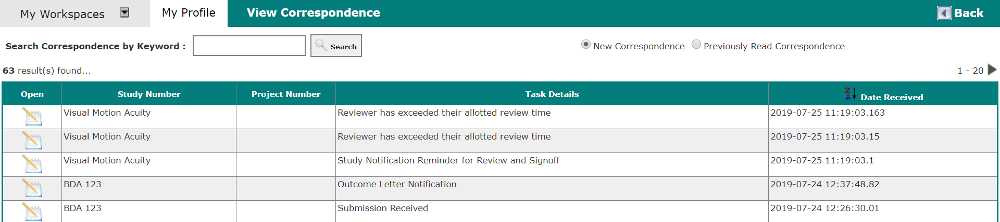 My Workspaces My Profile View Correspondence Back
Search Correspondence by Keyword : Search New Correspondence Previously Read Correspondence
63 result(s) found... 1 - 20
Open Study Number Project Number Task Details ZA Date Received
Visual Motion Acuity Reviewer has exceeded their allotted review time 2019-07-25 11:19:03.163
Visual Motion Acuity Reviewer has exceeded their allotted review time 2019-07-25 11:19:03.15
Visual Motion Acuity Study Notification Reminder for Review and Signoff 2019-07-25 11:19:03.1
BDA 123 Outcome Letter Notification 2019-07-24 12:37:48.82
BDA 123 Submission Received 2019-07-24 12:26:30.01